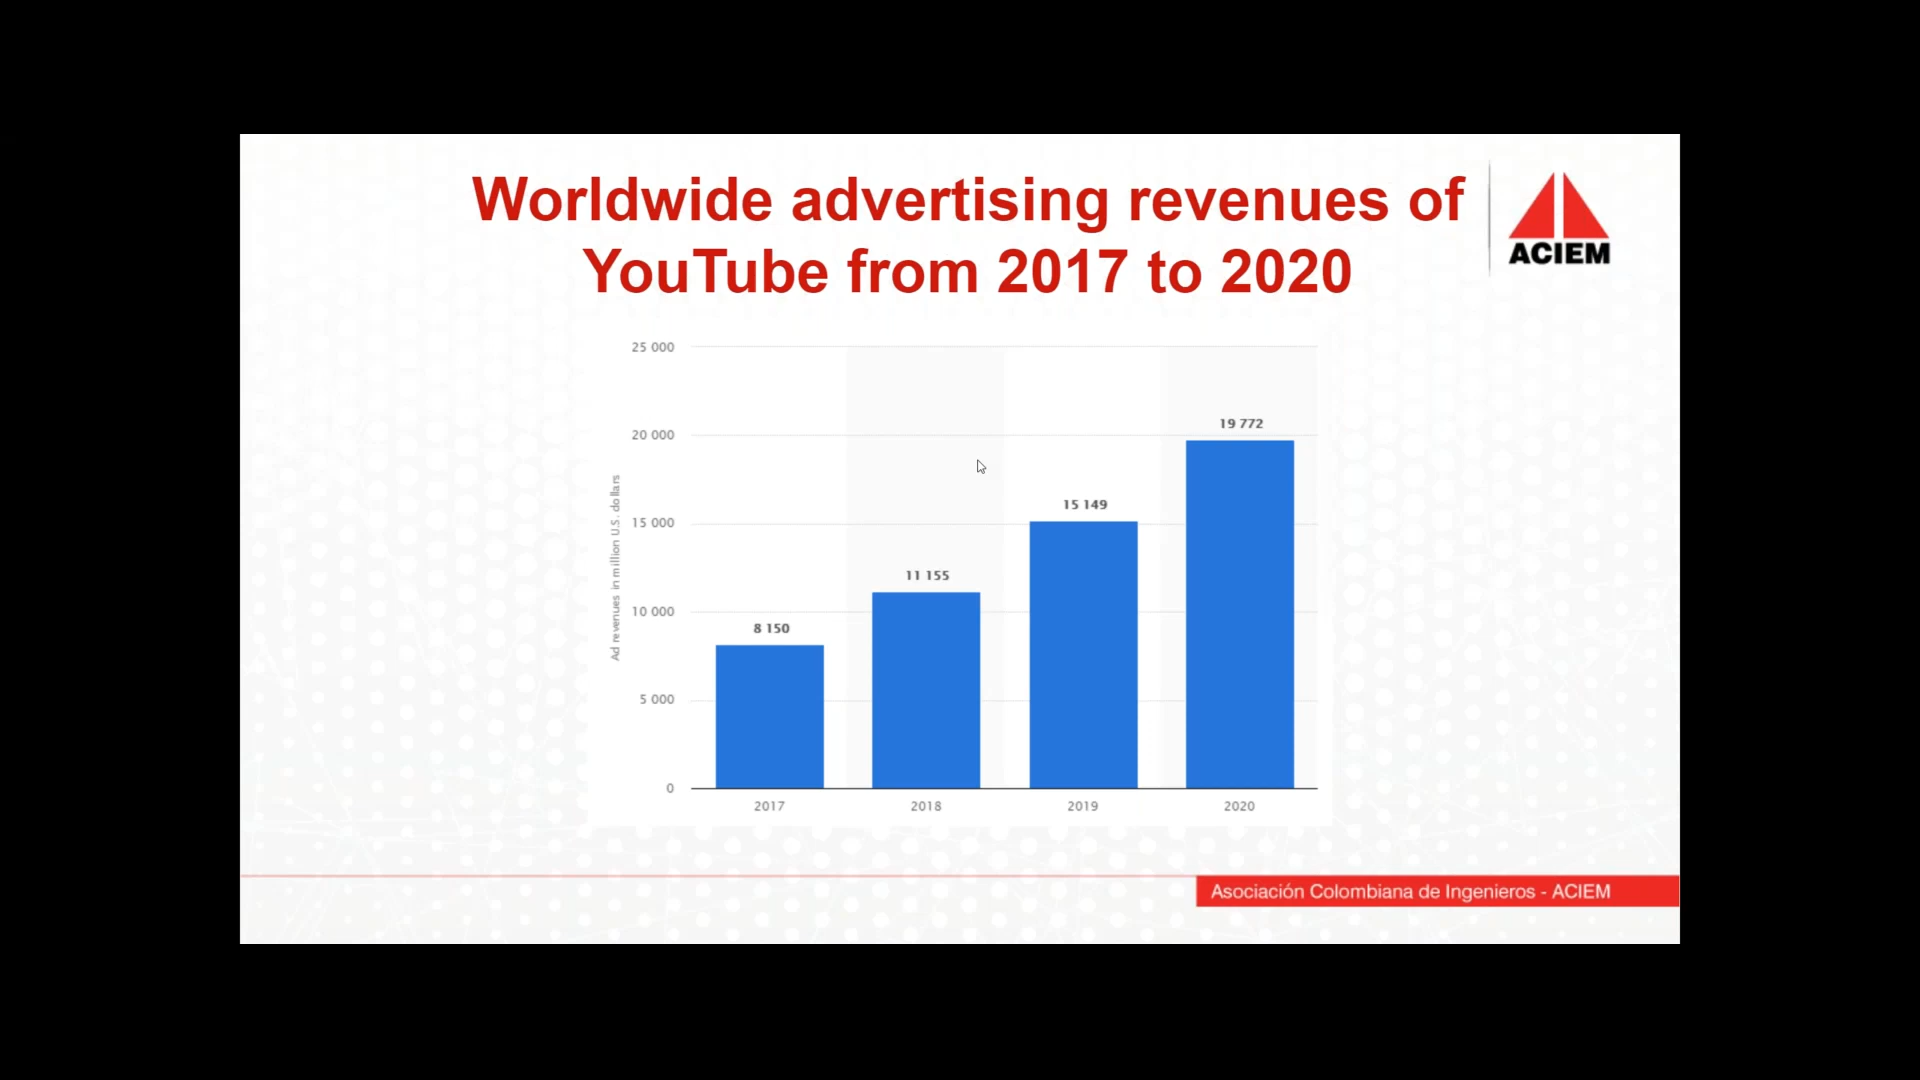 Worldwide advertising revenues of
YouTube from 2017 to 2020
ACIEM
Ad revenues in million U.S. dollars
25 000
20 000
15 000
10 000
5 000
0
8 150
11 155
15 149
19 772
2017
2018
2019
2020
Asociación Colombiana de Ingenieros - ACIEM